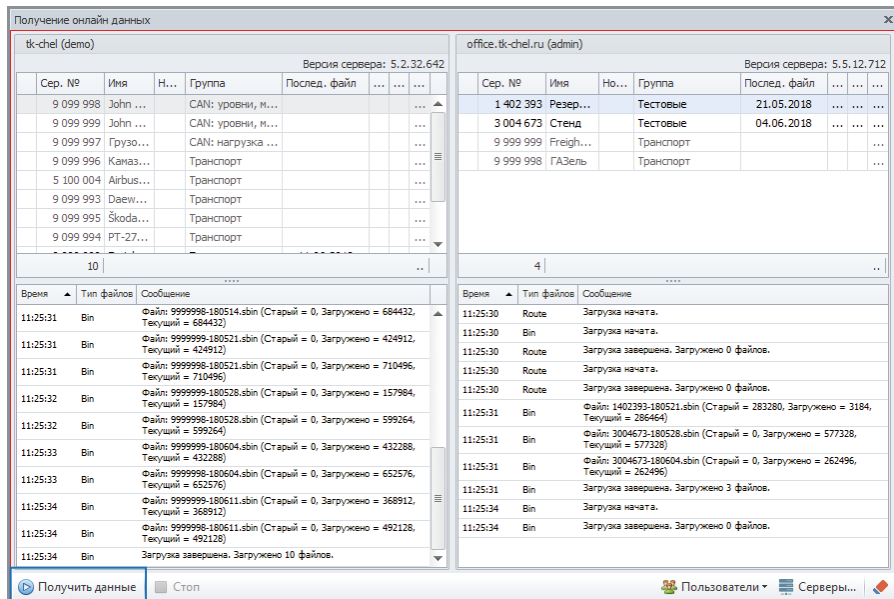 Получение онлайн данных
tk-chel (demo)
Версия сервера: 5.2.32.642
Сер. № Имя Н... Группа Послед. файл ... ... ...
9 099 998 John ... CAN: уровни, м... ...
9 099 999 John ... CAN: уровни, м... ...
9 099 997 Грузо... CAN: нагрузка ... ...
9 099 996 Камаз... Транспорт ...
5 100 004 Airbus... Транспорт ...
9 099 993 Daew... Транспорт ...
9 099 995 Škoda... Транспорт ...
9 099 994 РТ-27... Транспорт ...
10 ..
Время Тип файлов Сообщение
11:25:31 Bin Файл: 9999998-180514.sbin (Старый = 0, Загружено = 684432,
Текущий = 684432)
11:25:31 Bin Файл: 9999999-180521.sbin (Старый = 0, Загружено = 424912,
Текущий = 424912)
11:25:31 Bin Файл: 9999998-180521.sbin (Старый = 0, Загружено = 710496,
Текущий = 710496)
11:25:32 Bin Файл: 9999999-180528.sbin (Старый = 0, Загружено = 157984,
Текущий = 157984)
11:25:32 Bin Файл: 9999998-180528.sbin (Старый = 0, Загружено = 599264,
Текущий = 599264)
11:25:33 Bin Файл: 9999999-180604.sbin (Старый = 0, Загружено = 432288,
Текущий = 432288)
11:25:33 Bin Файл: 9999998-180604.sbin (Старый = 0, Загружено = 652576,
Текущий = 652576)
11:25:34 Bin Файл: 9999999-180611.sbin (Старый = 0, Загружено = 368912,
Текущий = 368912)
11:25:34 Bin Файл: 9999998-180611.sbin (Старый = 0, Загружено = 492128,
Текущий = 492128)
11:25:34 Bin Загрузка завершена. Загружено 10 файлов.
office.tk-chel.ru (admin)
Версия сервера: 5.5.12.712
Сер. № Имя Но... Группа Послед. файл ... ... ...
1 402 393 Резер... Тестовые 21.05.2018 ... ... ...
3 004 673 Стенд Тестовые 04.06.2018 ... ... ...
9 999 999 Freigh... Транспорт ...
9 999 998 ГАЗель Транспорт ...
4 ..
Время Тип файлов Сообщение
11:25:30 Route Загрузка начата.
11:25:30 Bin Загрузка начата.
11:25:30 Route Загрузка завершена. Загружено 0 файлов.
11:25:30 Route Загрузка начата.
11:25:30 Route Загрузка завершена. Загружено 0 файлов.
11:25:31 Bin Файл: 1402393-180521.sbin (Старый = 283280, Загружено = 3184,
Текущий = 286464)
11:25:31 Bin Файл: 3004673-180528.sbin (Старый = 0, Загружено = 577328,
Текущий = 577328)
11:25:31 Bin Файл: 3004673-180604.sbin (Старый = 0, Загружено = 262496,
Текущий = 262496)
11:25:31 Bin Загрузка завершена. Загружено 3 файлов.
11:25:34 Bin Загрузка начата.
11:25:34 Bin Загрузка завершена. Загружено 0 файлов.
Получить данные Стоп Пользователи Серверы...